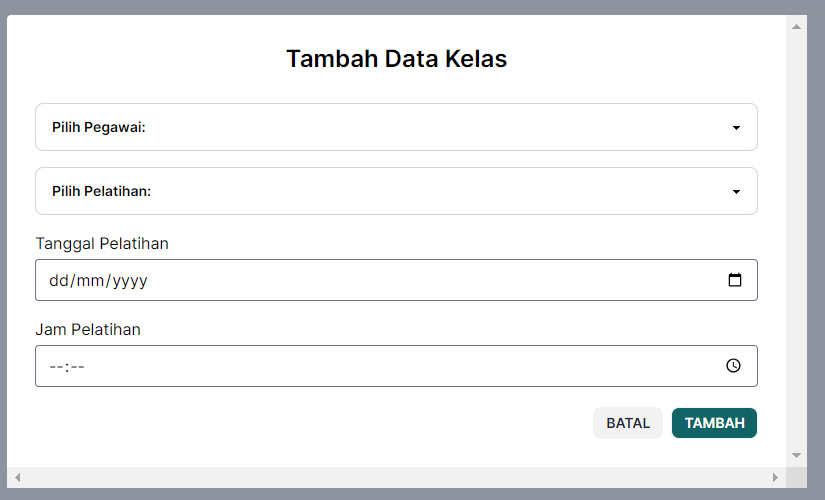 Tambah Data Kelas
Pilih Pegawai:
Pilih Pelatihan:
Tanggal Pelatihan
dd/mm/yyyy
Jam Pelatihan
--:--
BATAL TAMBAH